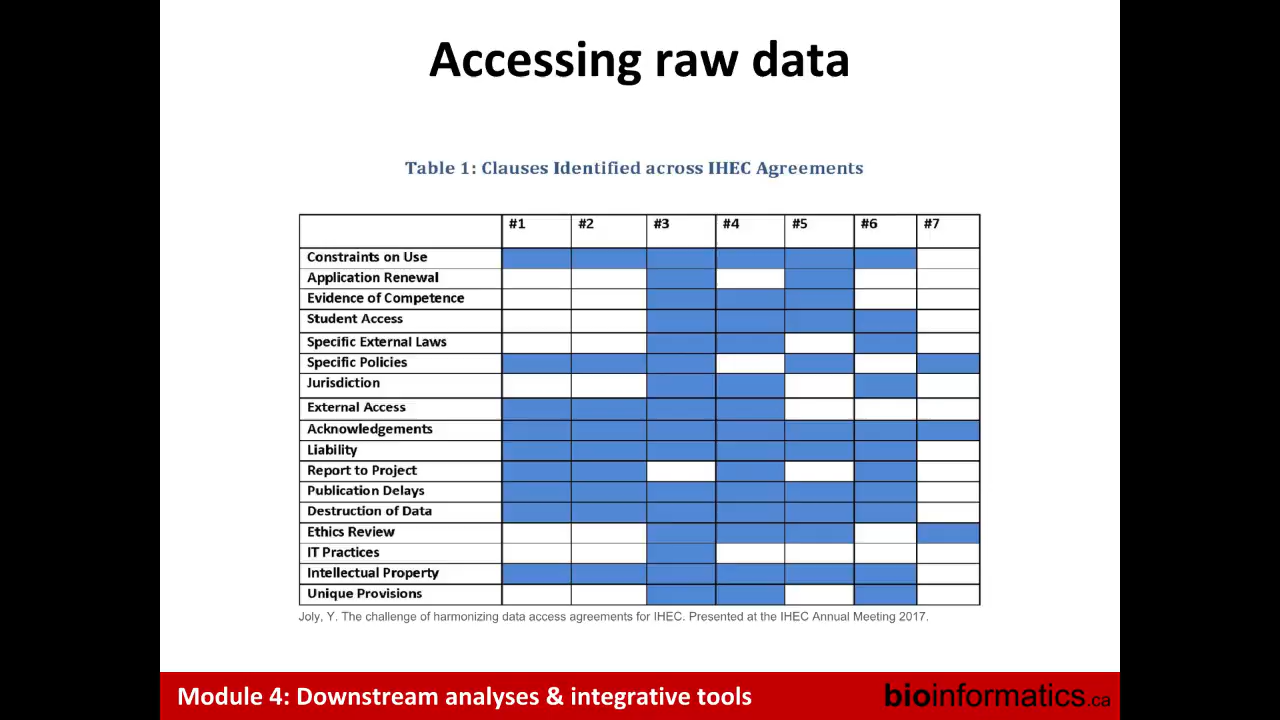 Accessing raw data
Table 1: Clauses Identified across IHEC Agreements
#1 #2 #3 #4 #5 #6 #7
Constraints on Use
Application Renewal
Evidence of Competence
Student Access
Specific External Laws
Specific Policies
Jurisdiction
External Access
Acknowledgements
Liability
Report to Project
Publication Delays
Destruction of Data
Ethics Review
IT Practices
Intellectual Property
Unique Provisions
Joly, Y. The challenge of harmonizing data access agreements for IHEC. Presented at the IHEC Annual Meeting 2017.
Module 4: Downstream analyses & integrative tools
bioinformatics.ca